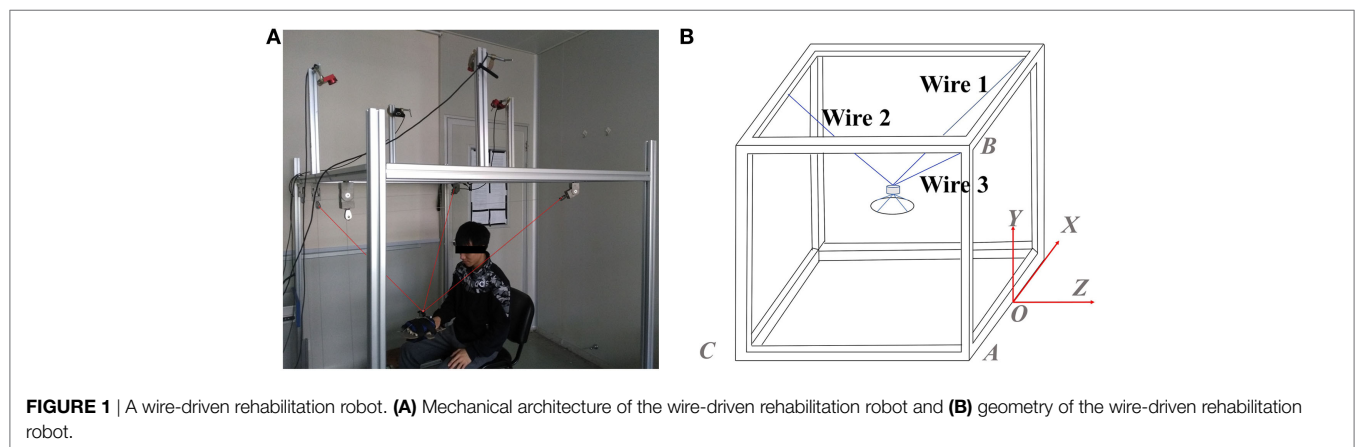 A
B
Wire 1
Wire 2
B
Wire 3
Y
X
Z
O
C
A
FIGURE 1 | A wire-driven rehabilitation robot. (A) Mechanical architecture of the wire-driven rehabilitation robot and (B) geometry of the wire-driven rehabilitation
robot.